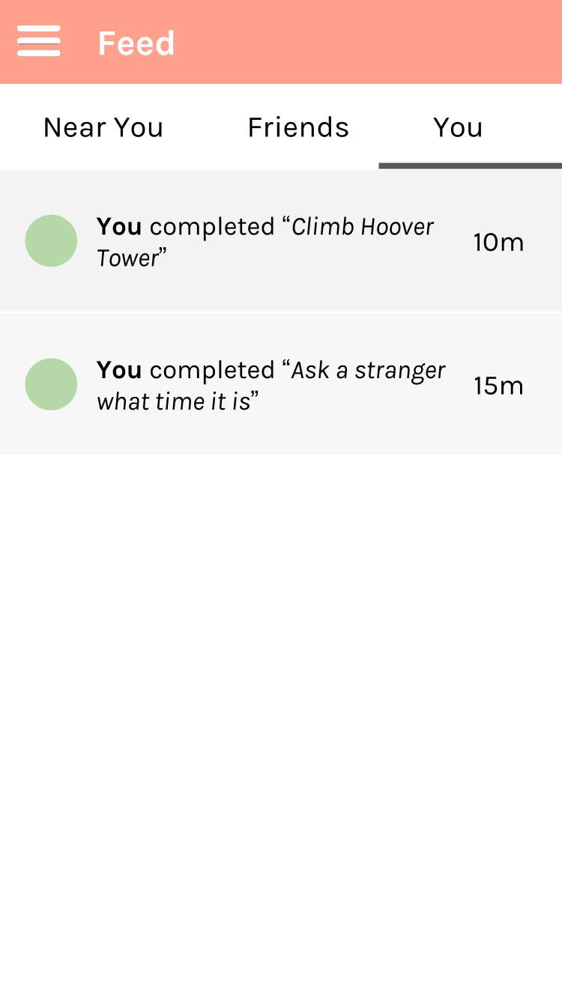 Feed
Near You Friends You
You completed “Climb Hoover
Tower”
10m
You completed “Ask a stranger
what time it is”
15m